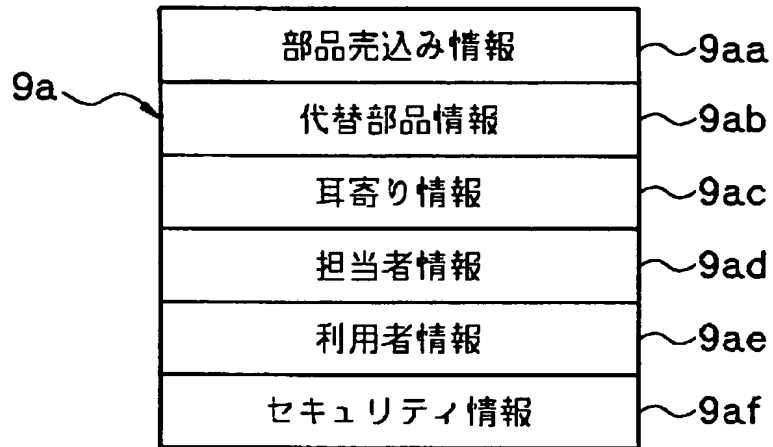 部品売込み情報 9aa
9a
代替部品情報 9ab
耳寄り情報 9ac
担当者情報 9ad
利用者情報 9ae
セキュリティ情報 9af